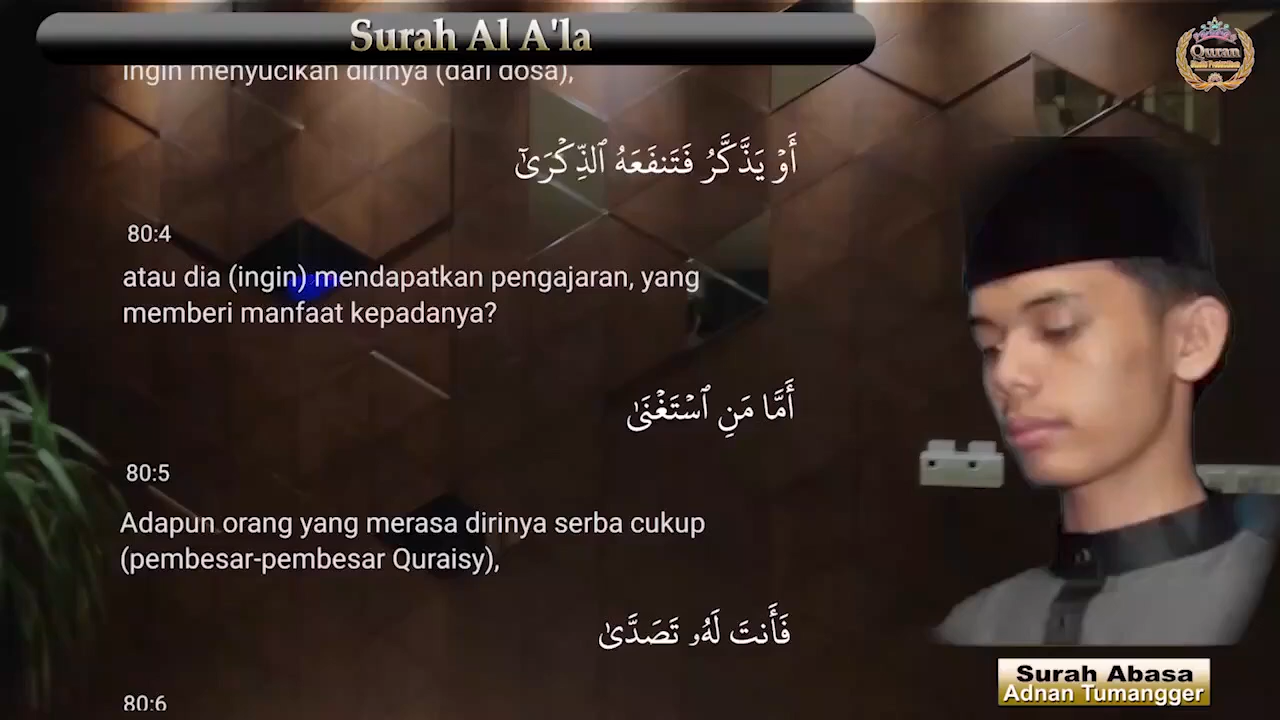 Surah Al A'la
ingin menyucikan dirinya (dari dosa),
Quran
أَوۡ يَذَّكَّرُ فَتَنفَعَهُ ٱلذِّكۡرَىٰٓ
80:4
atau dia (ingin) mendapatkan pengajaran, yang
memberi manfaat kepadanya?
أَمَّا مَنِ ٱسۡتَغۡنَىٰ
80:5
Adapun orang yang merasa dirinya serba cukup
(pembesar-pembesar Quraisy),
فَأَنتَ لَهُۥ تَصَدَّىٰ
80:6
Surah Abasa
Adnan Tumangger